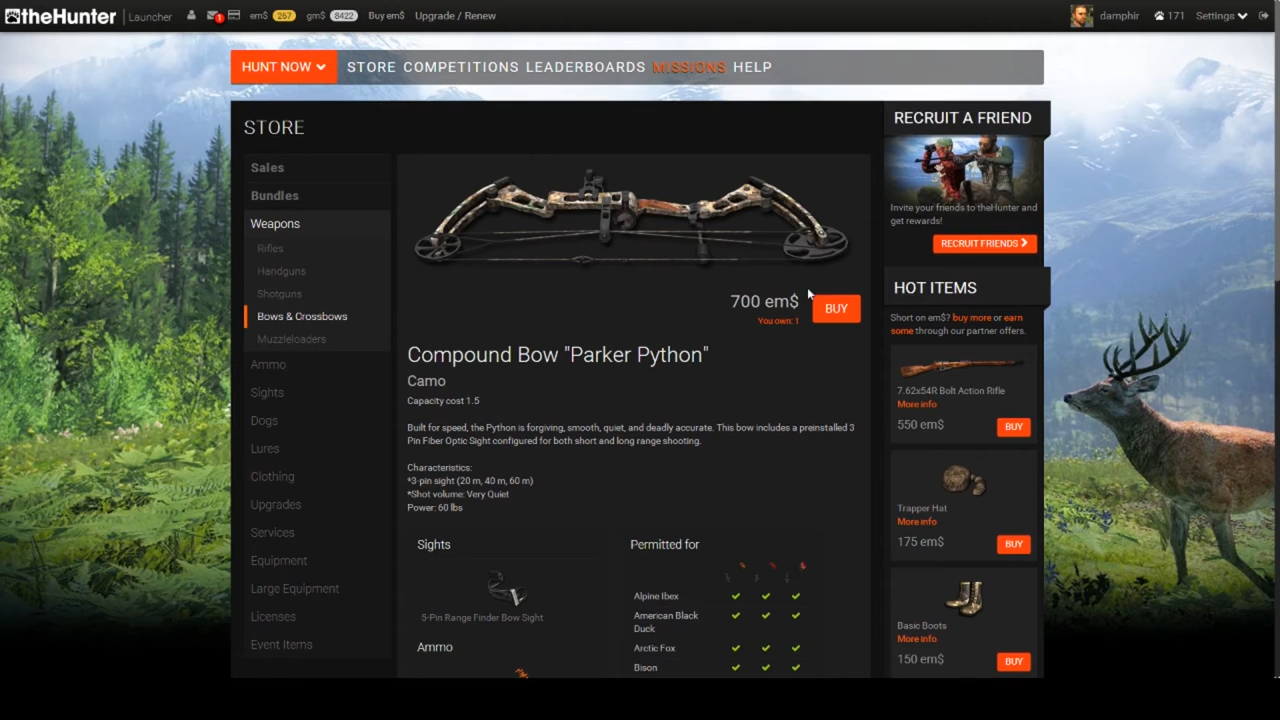 theHunter Launcher 1 em$ 267 gm$ 8422 Buy em$ Upgrade / Renew damphir 171 Settings
HUNT NOW STORE COMPETITIONS LEADERBOARDS MISSIONS HELP
STORE
Sales
Bundles
Weapons
Rifles
Handguns
Shotguns
Bows & Crossbows
Muzzleloaders
Ammo
Sights
Dogs
Lures
Clothing
Upgrades
Services
Equipment
Large Equipment
Licenses
Event Items
700 em$ BUY
You own: 1
Compound Bow "Parker Python"
Camo
Capacity cost 1.5
Built for speed, the Python is forgiving, smooth, quiet, and deadly accurate. This bow includes a preinstalled 3
Pin Fiber Optic Sight configured for both short and long range shooting.
Characteristics:
*3-pin sight (20 m, 40 m, 60 m)
*Shot volume: Very Quiet
Power: 60 lbs
Sights
5-Pin Range Finder Bow Sight
Ammo
Permitted for
Alpine Ibex
American Black
Duck
Arctic Fox
Bison
RECRUIT A FRIEND
Invite your friends to theHunter and
get rewards!
RECRUIT FRIENDS
HOT ITEMS
Short on em$? buy more or earn
some through our partner offers.
7.62x54R Bolt Action Rifle
More info
550 em$ BUY
Trapper Hat
More info
175 em$ BUY
Basic Boots
More info
150 em$ BUY